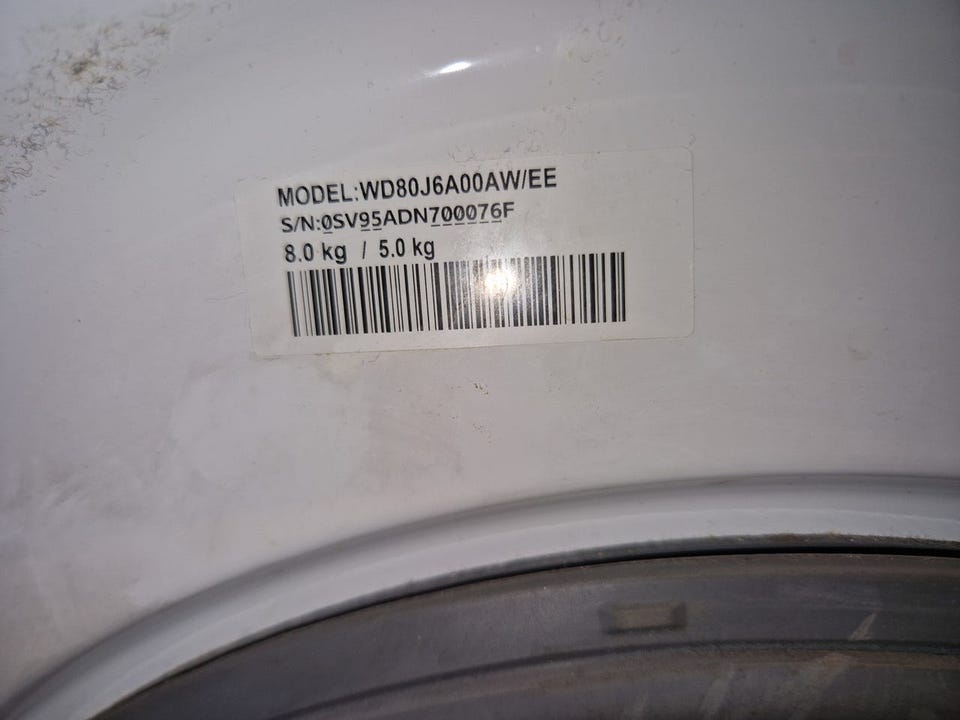 MODEL:WD80J6A00AW/EE
S/N:0SV95ADN700076F
8.0 kg / 5.0 kg